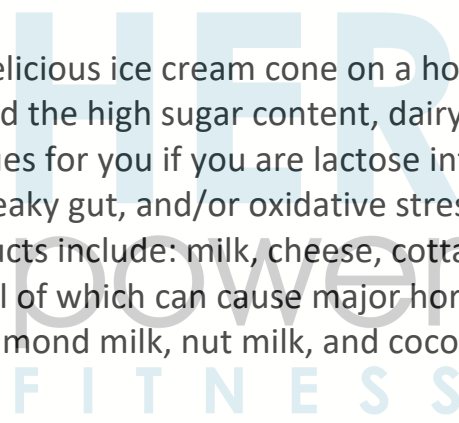 HER
elicious ice cream cone on a ho
d the high sugar content, dairy
ues for you if you are lactose int
eaky gut, and/or oxidative stres
ucts include: milk, cheese, cotta
power
l of which can cause major hor
mond milk, nut milk, and coco
FITNESS